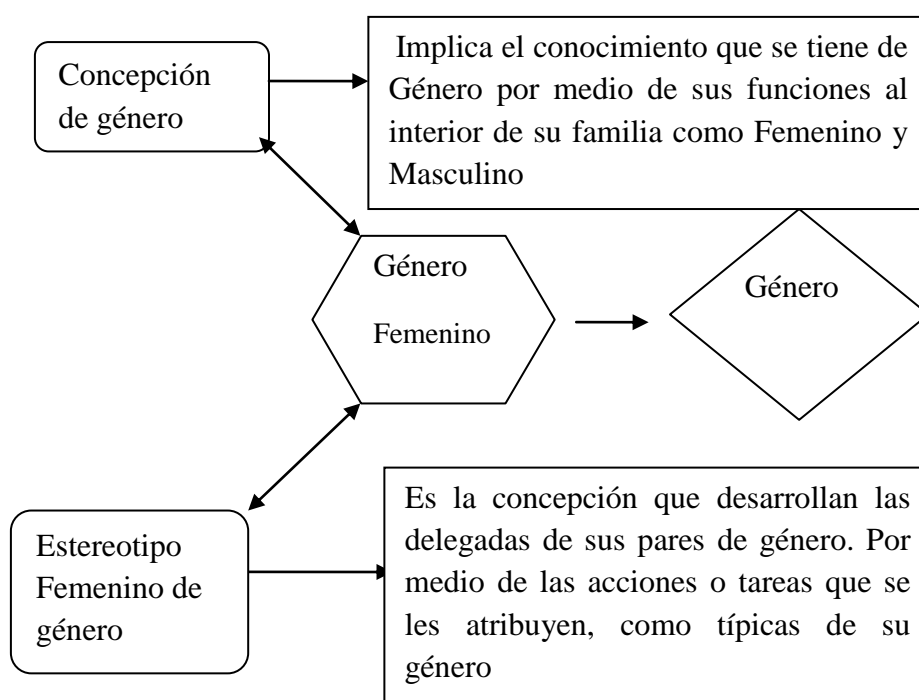 Concepción
de género
Implica el conocimiento que se tiene de
Género por medio de sus funciones al
interior de su familia como Femenino y
Masculino
Género
Femenino
Género
Estereotipo
Femenino de
género
Es la concepción que desarrollan las
delegadas de sus pares de género. Por
medio de las acciones o tareas que se
les atribuyen, como típicas de su
género